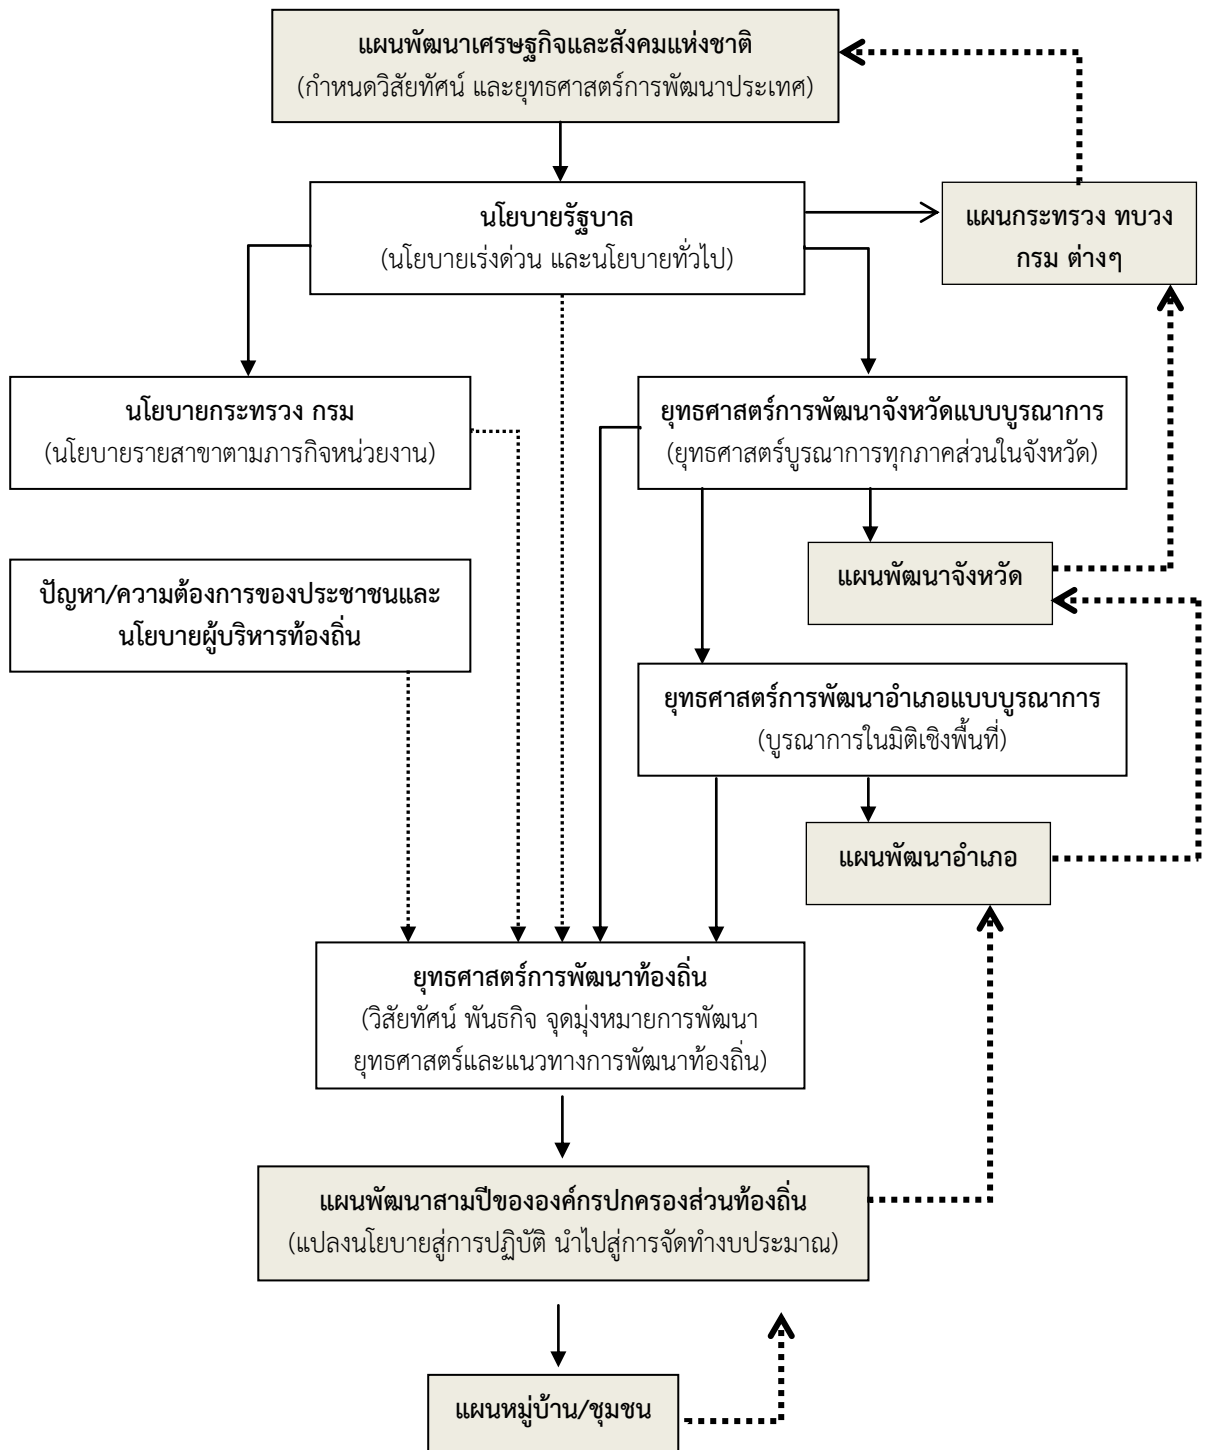 แผนพัฒนาเศรษฐกิจและสังคมแห่งชาติ
(กำหนดวิสัยทัศน์ และยุทธศาสตร์การพัฒนาประเทศ)
นโยบายรัฐบาล
(นโยบายเร่งด่วน และนโยบายทั่วไป)
แผนกระทรวง ทบวง
กรม ต่างๆ
นโยบายกระทรวง กรม
(นโยบายรายสาขาตามภารกิจหน่วยงาน)
ยุทธศาสตร์การพัฒนาจังหวัดแบบบูรณาการ
(ยุทธศาสตร์บูรณาการทุกภาคส่วนในจังหวัด)
แผนพัฒนาจังหวัด
ปัญหา/ความต้องการของประชาชนและ
นโยบายผู้บริหารท้องถิ่น
ยุทธศาสตร์การพัฒนาอำเภอแบบบูรณาการ
(บูรณาการในมิติเชิงพื้นที่)
แผนพัฒนาอำเภอ
ยุทธศาสตร์การพัฒนาท้องถิ่น
(วิสัยทัศน์ พันธกิจ จุดมุ่งหมายการพัฒนา
ยุทธศาสตร์และแนวทางการพัฒนาท้องถิ่น)
แผนพัฒนาสามปีขององค์กรปกครองส่วนท้องถิ่น
(แปลงนโยบายสู่การปฏิบัติ นำไปสู่การจัดทำงบประมาณ)
แผนหมู่บ้าน/ชุมชน